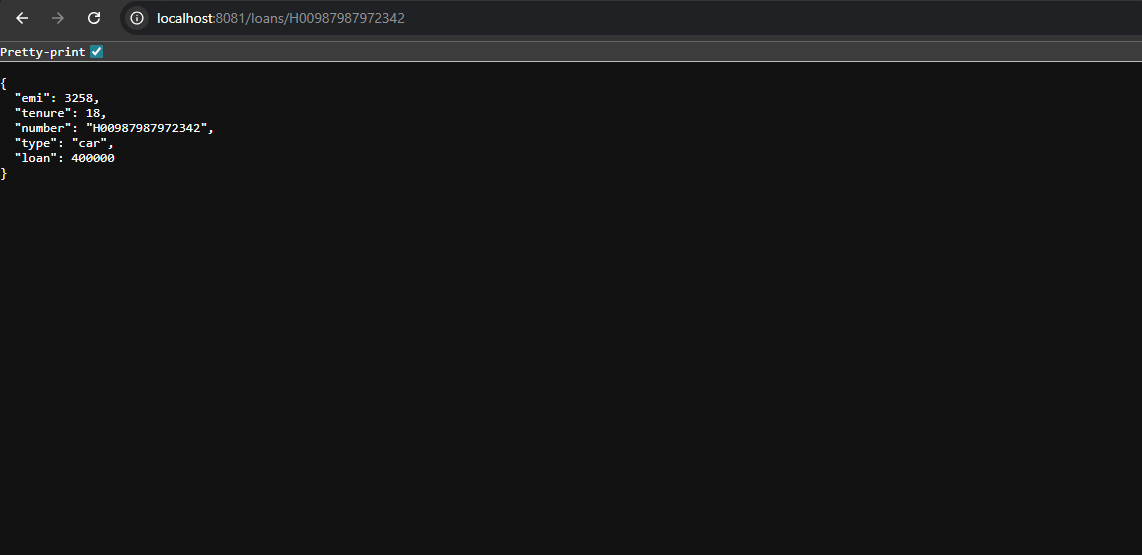 localhost:8081/loans/H00987987972342
Pretty-print
{
  "emi": 3258,
  "tenure": 18,
  "number": "H00987987972342",
  "type": "car",
  "loan": 400000
}